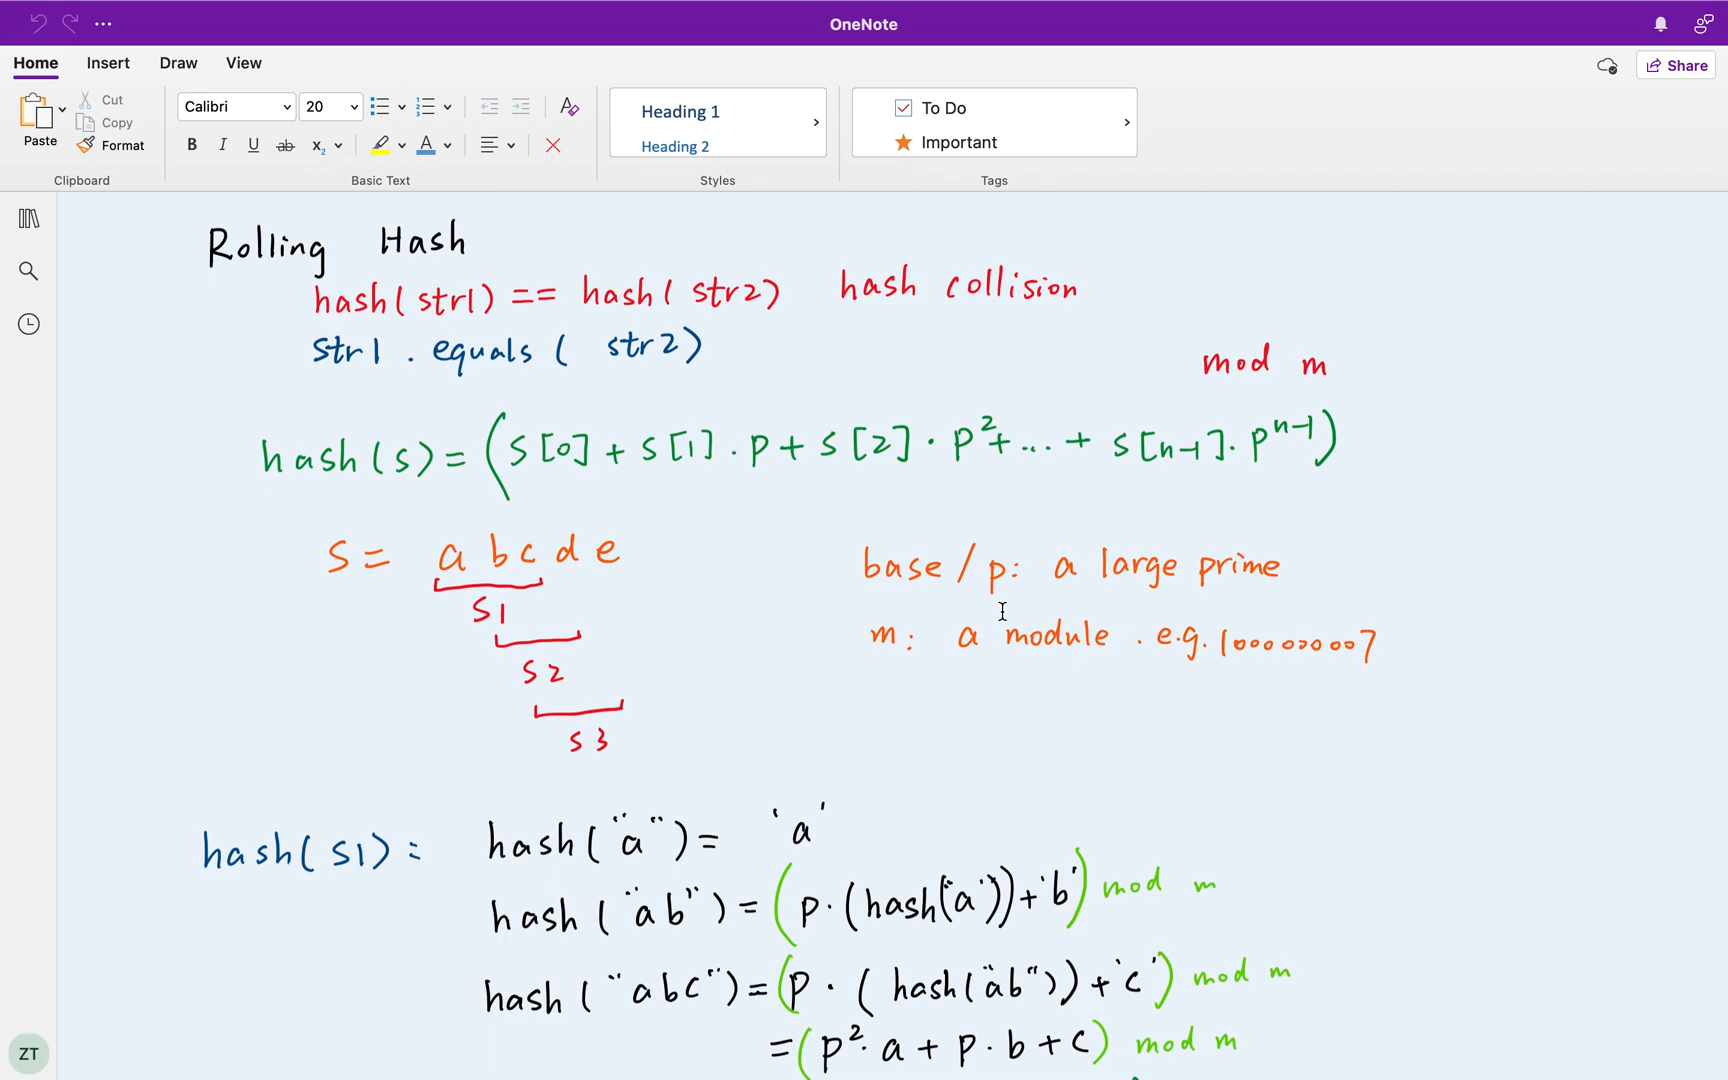 OneNote
Home Insert Draw View
Share
Paste
Cut
Copy
Format
Clipboard
Calibri 20
B I U ab x₂ A
Basic Text
Heading 1
Heading 2
Styles
To Do
Important
Tags
Rolling Hash
hash(str1) == hash(str2) hash collision
str1.equals( str2)
mod m
hash(s) = (s[0] + s[1].p + s[2].p² + ... + s[n-1].pⁿ⁻¹)
S = a b c d e
base / p: a large prime
S1
m: a module . e.g. 1000000007
S2
S3
hash(s1): hash("a") = 'a'
hash("ab") = (p.(hash("a")) + 'b') mod m
hash("abc") = (p.(hash("ab")) + 'c') mod m
= (p².a + p.b + c) mod m
ZT